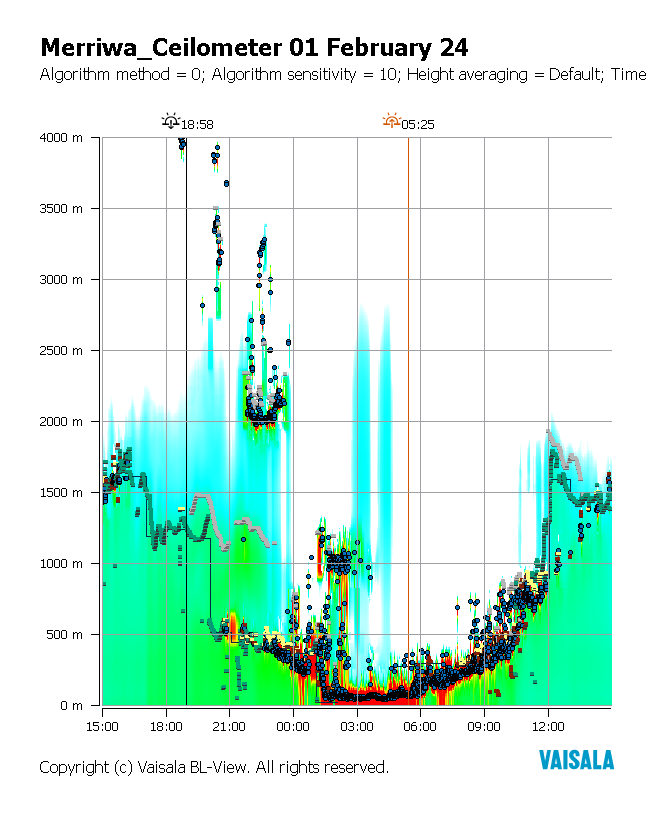 Merriwa_Ceilometer 01 February 24
Algorithm method = 0; Algorithm sensitivity = 10; Height averaging = Default; Time
18:58
05:25
4000 m
3500 m
3000 m
2500 m
2000 m
1500 m
1000 m
500 m
0 m
15:00 18:00 21:00 00:00 03:00 06:00 09:00 12:00
VAISALA
Copyright (c) Vaisala BL-View. All rights reserved.